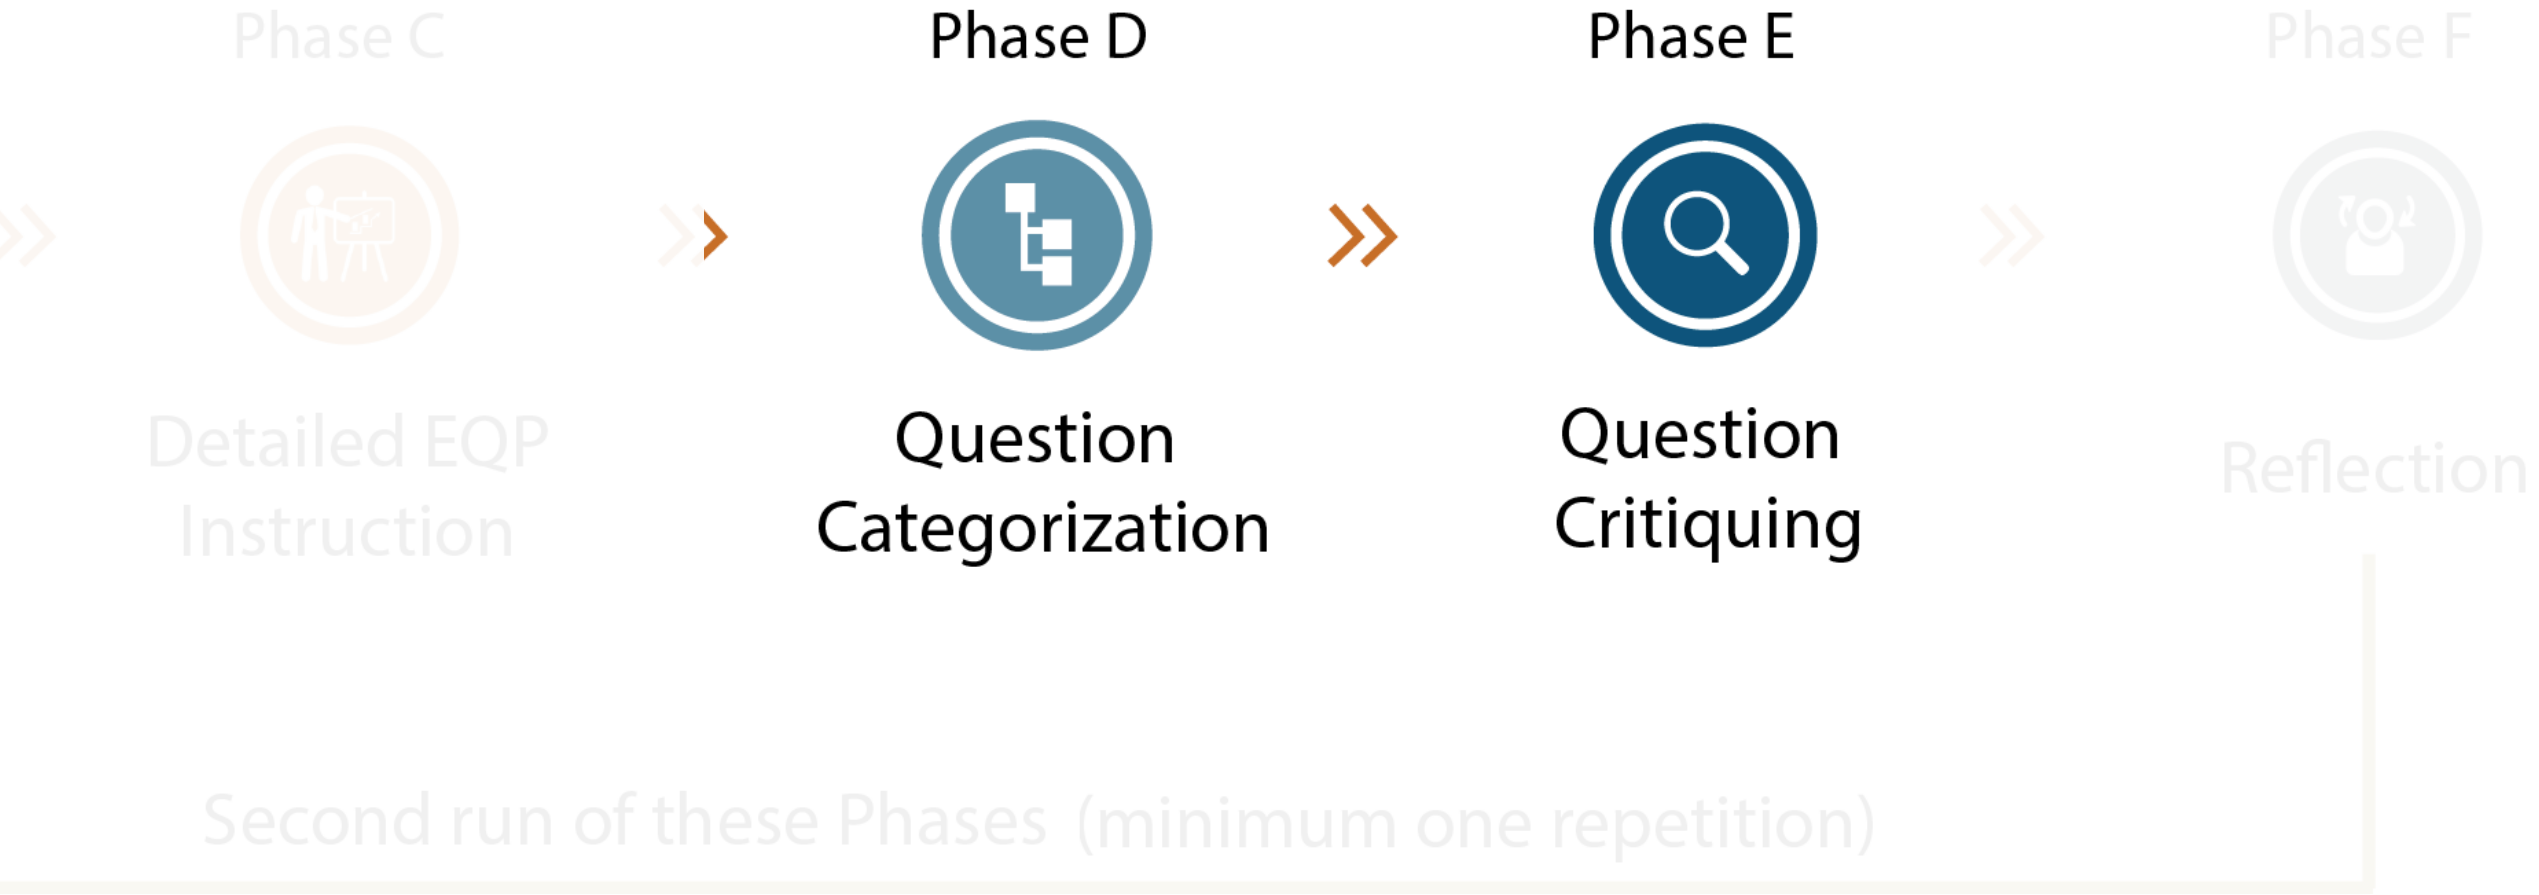 Phase C
Phase D
Phase E
Phase F
Detailed EQP
Instruction
Question
Categorization
Question
Critiquing
Reflection
Second run of these Phases (minimum one repetition)